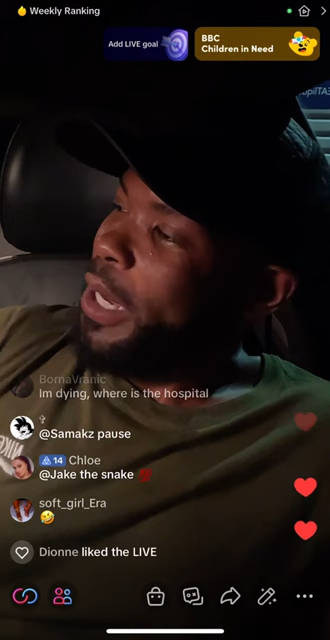 Weekly Ranking
Add LIVE goal
BBC
Children in Need
BornaVranic
Im dying, where is the hospital
@Samakz pause
14 Chloe
@Jake the snake 💯
soft_girl_Era
🤣
Dionne liked the LIVE